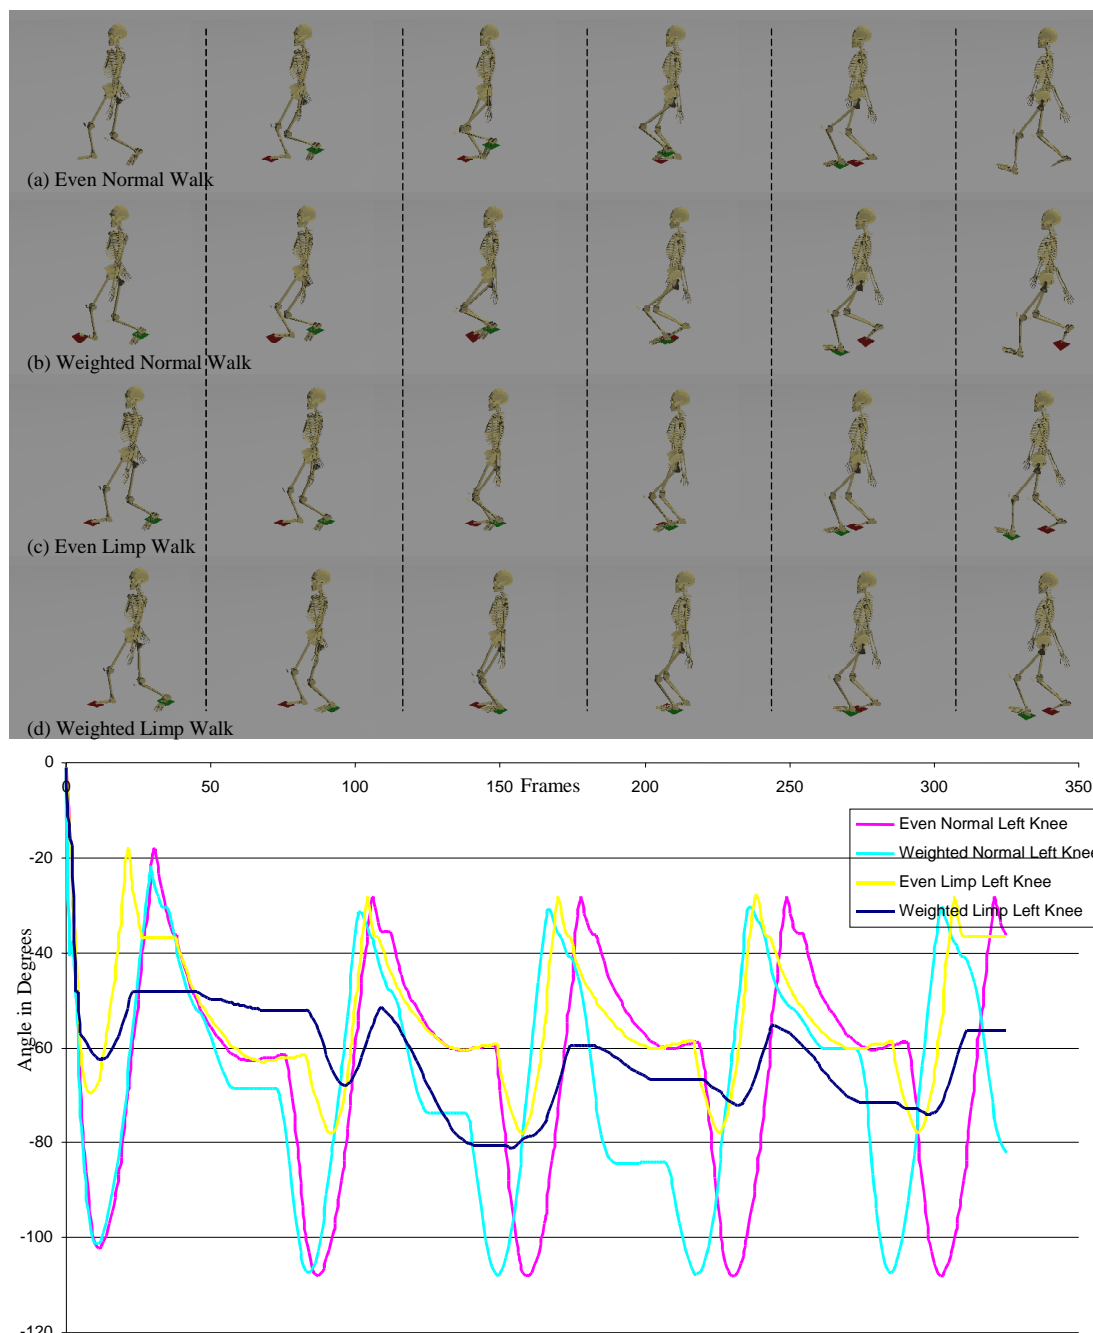 (a) Even Normal Walk
(b) Weighted Normal Walk
(c) Even Limp Walk
(d) Weighted Limp Walk
0
0 50 100 150 Frames 200 250 300 350
Even Normal Left Knee
-20
Weighted Normal Left Knee
Even Limp Left Knee
Weighted Limp Left Knee
-40
Angle in Degrees
-60
-80
-100
-120